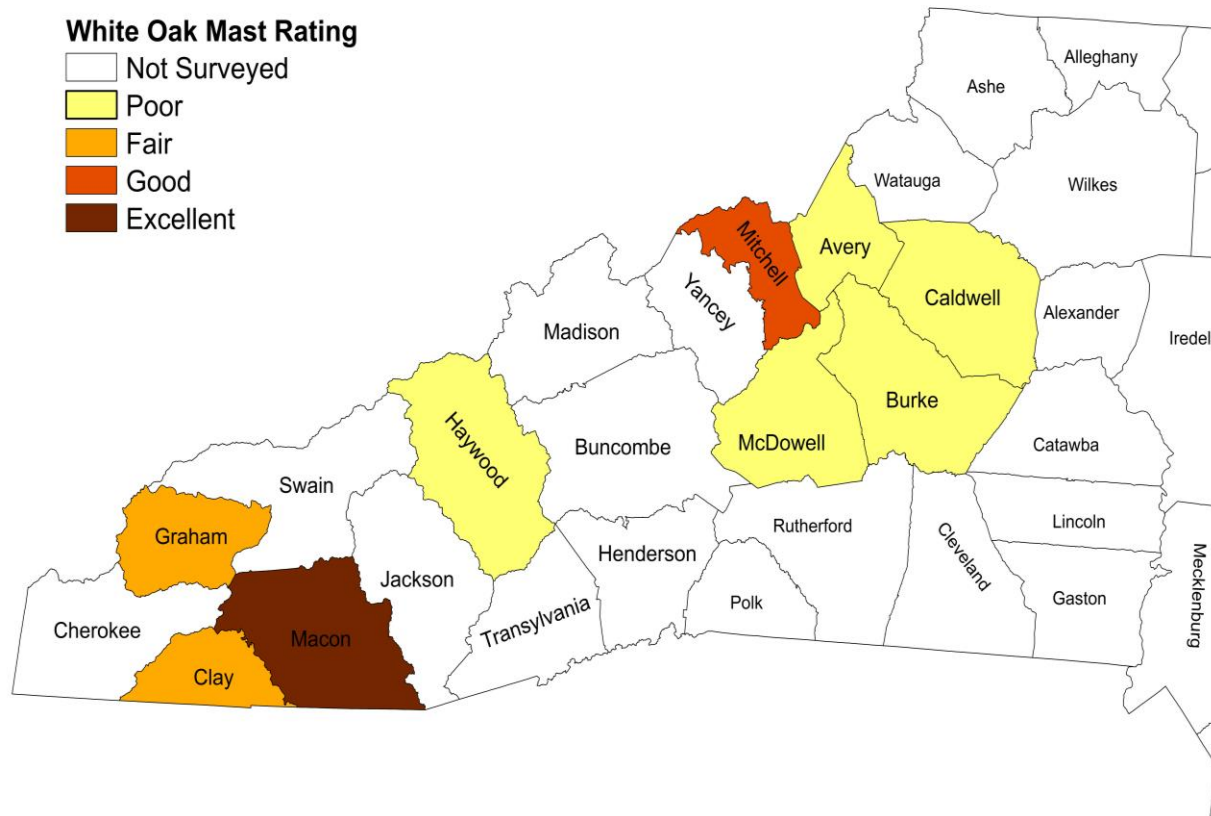 White Oak Mast Rating
Not Surveyed
Poor
Fair
Good
Excellent
Alleghany
Ashe
Watauga
Wilkes
Mitchell
Avery
Yancey
Caldwell
Alexander
Madison
Iredel
Burke
Haywood
Buncombe
McDowell
Catawba
Swain
Graham
Rutherford
Lincoln
Henderson
Cleveland
Jackson
Mecklenburg
Polk
Gaston
Transylvania
Cherokee
Macon
Clay